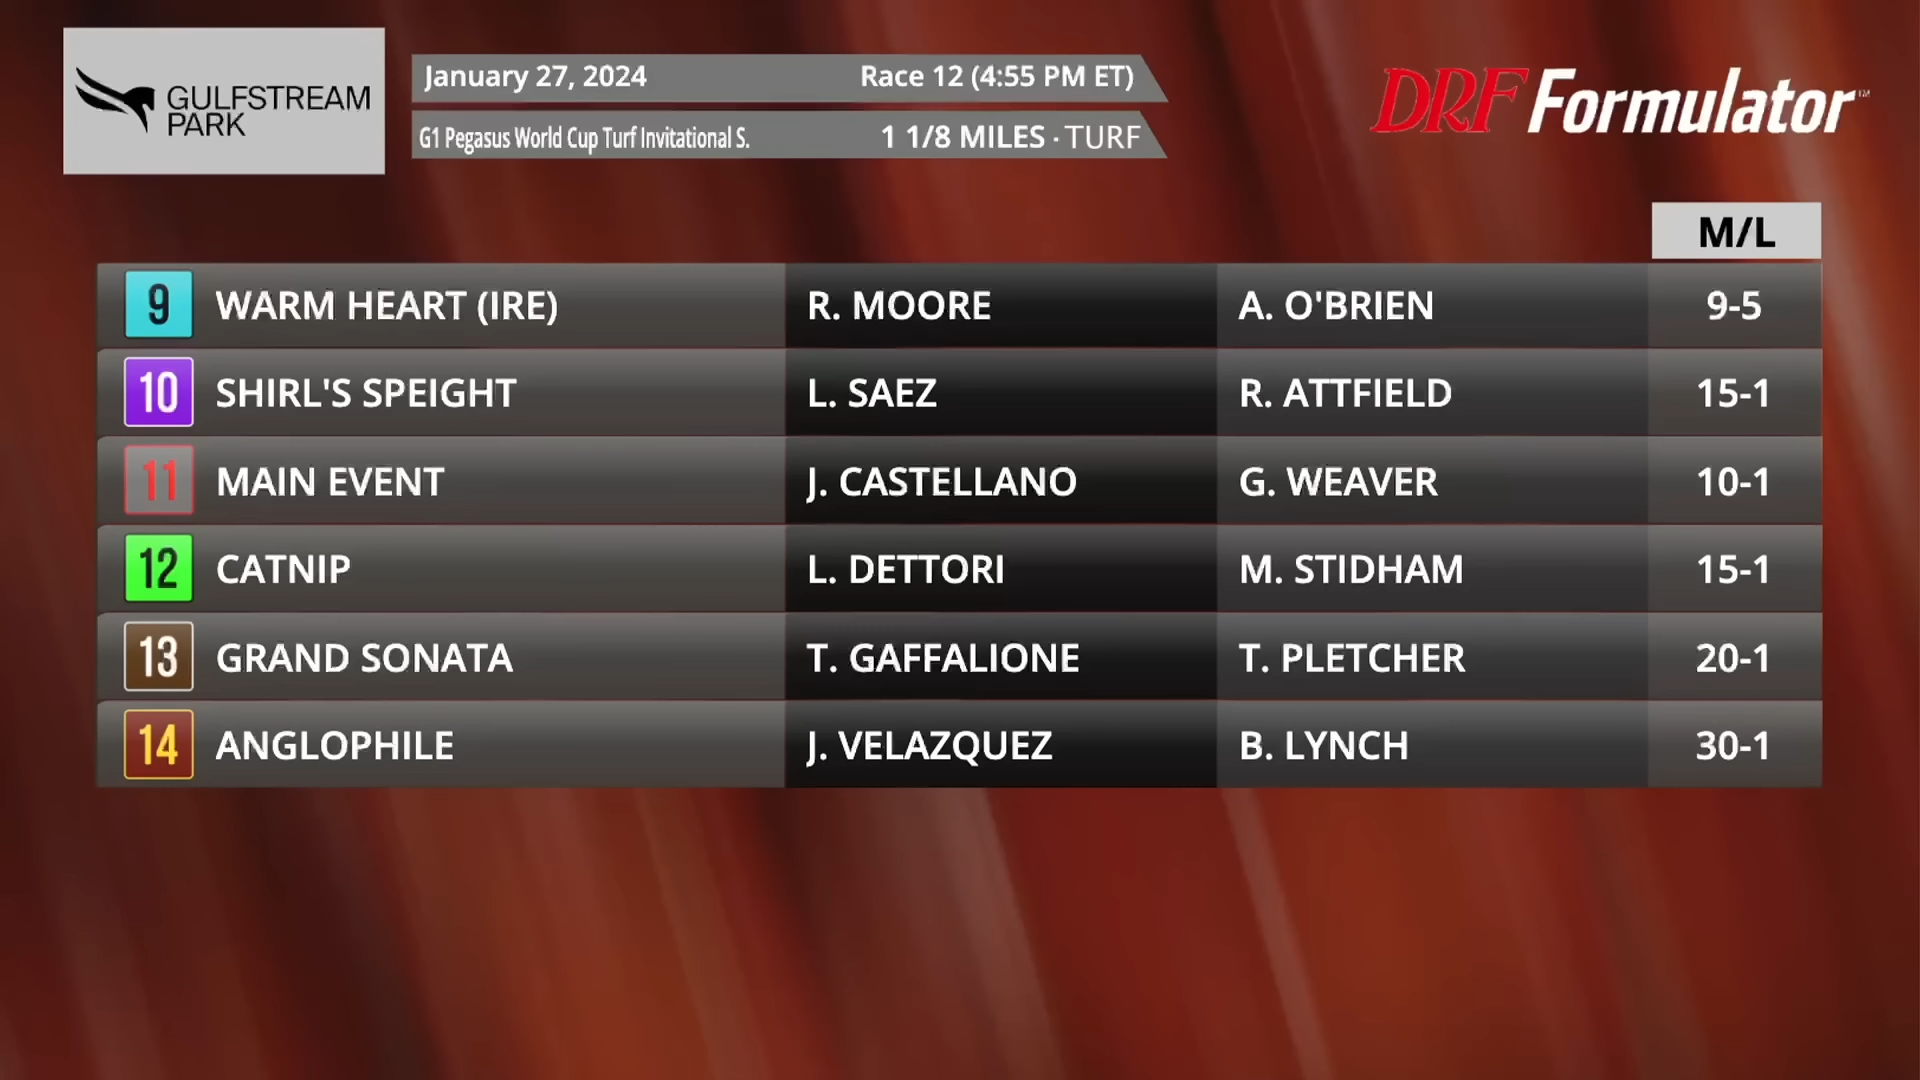 GULFSTREAM
PARK
January 27, 2024 Race 12 (4:55 PM ET)
G1 Pegasus World Cup Turf Invitational S. 1 1/8 MILES · TURF
DRF Formulator™
M/L
9 WARM HEART (IRE) R. MOORE A. O'BRIEN 9-5
10 SHIRL'S SPEIGHT L. SAEZ R. ATTFIELD 15-1
11 MAIN EVENT J. CASTELLANO G. WEAVER 10-1
12 CATNIP L. DETTORI M. STIDHAM 15-1
13 GRAND SONATA T. GAFFALIONE T. PLETCHER 20-1
14 ANGLOPHILE J. VELAZQUEZ B. LYNCH 30-1